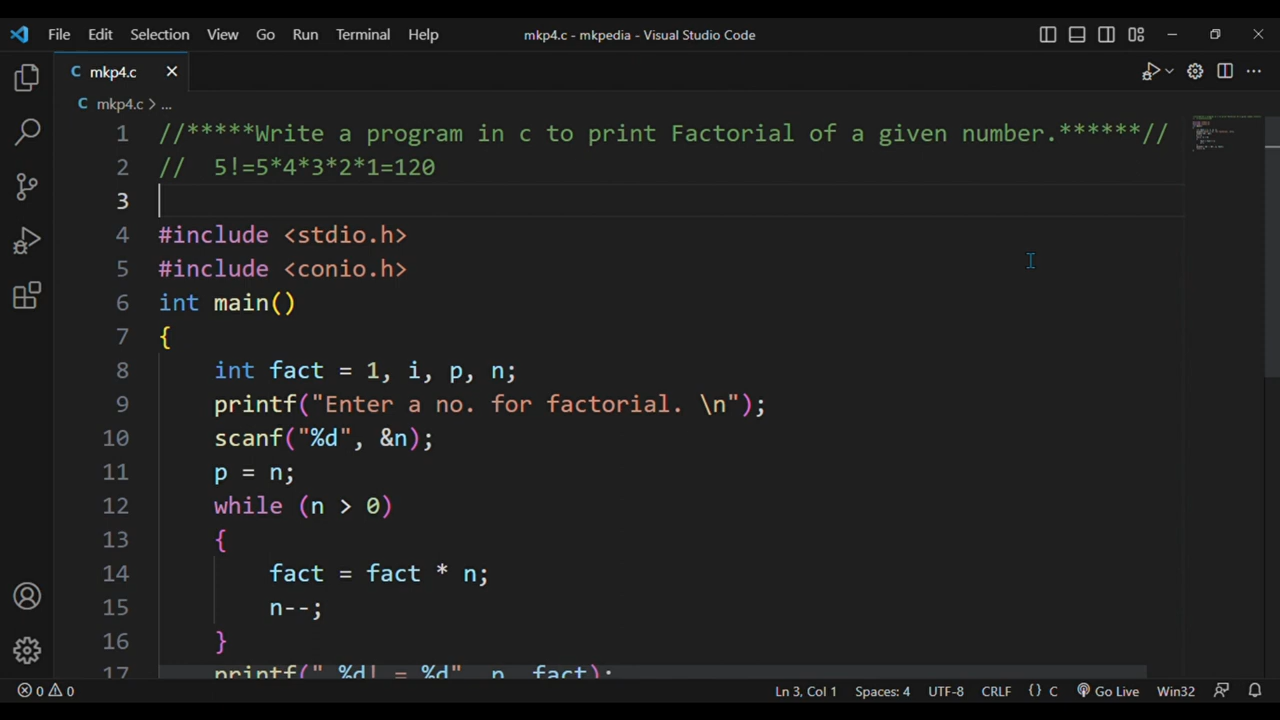 File Edit Selection View Go Run Terminal Help mkp4.c - mkpedia - Visual Studio Code
C mkp4.c
C mkp4.c > ...
1 //*****Write a program in c to print Factorial of a given number.******//
2 // 5!=5*4*3*2*1=120
3
4 #include <stdio.h>
5 #include <conio.h>
6 int main()
7 {
8 int fact = 1, i, p, n;
9 printf("Enter a no. for factorial. \n");
10 scanf("%d", &n);
11 p = n;
12 while (n > 0)
13 {
14 fact = fact * n;
15 n--;
16 }
17 printf(" %d! = %d", p, fact);
0 0 Ln 3, Col 1 Spaces: 4 UTF-8 CRLF {} C Go Live Win32